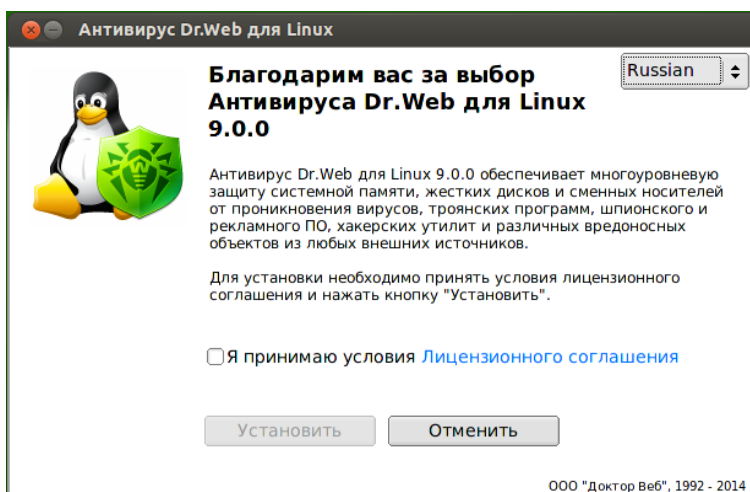 Антивирус Dr.Web для Linux
Благодарим вас за выбор
Антивируса Dr.Web для Linux
9.0.0
Russian
Антивирус Dr.Web для Linux 9.0.0 обеспечивает многоуровневую
защиту системной памяти, жестких дисков и сменных носителей
от проникновения вирусов, троянских программ, шпионского и
рекламного ПО, хакерских утилит и различных вредоносных
объектов из любых внешних источников.
Для установки необходимо принять условия лицензионного
соглашения и нажать кнопку "Установить".
Я принимаю условия Лицензионного соглашения
Установить
Отменить
ООО "Доктор Веб", 1992 - 2014